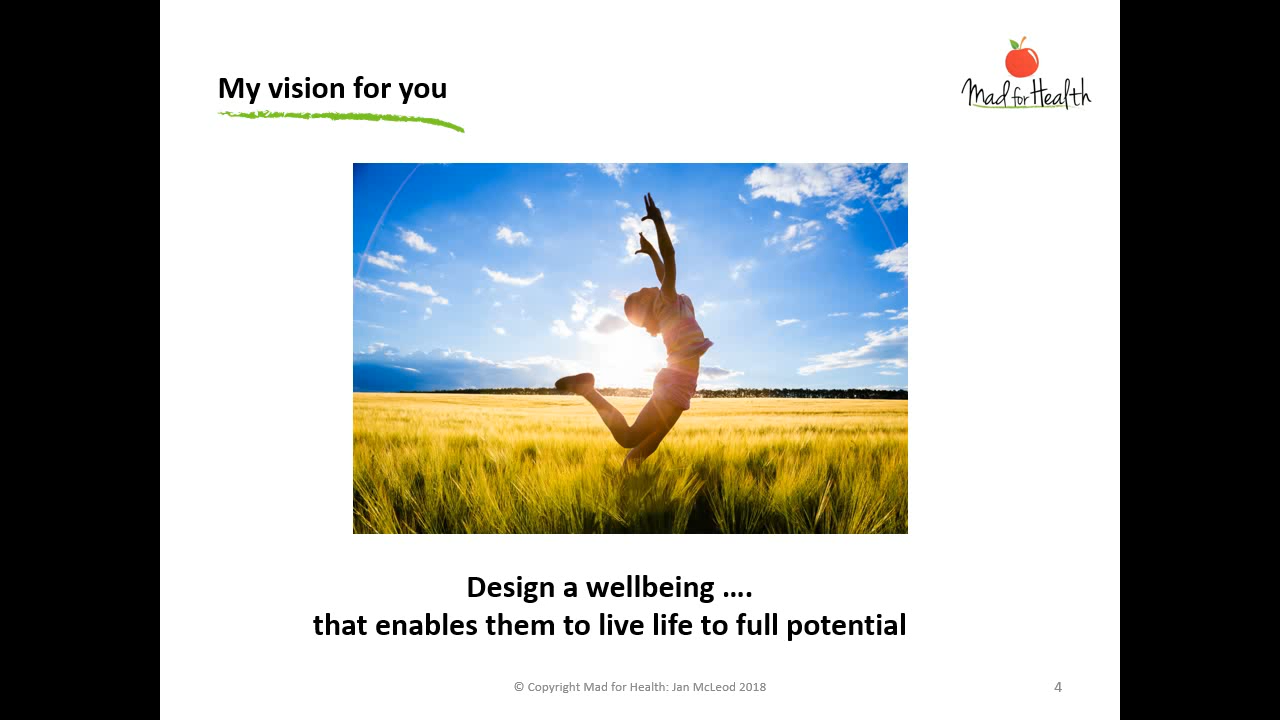 My vision for you
Mad for Health
Design a wellbeing ....
that enables them to live life to full potential
© Copyright Mad for Health: Jan McLeod 2018
4